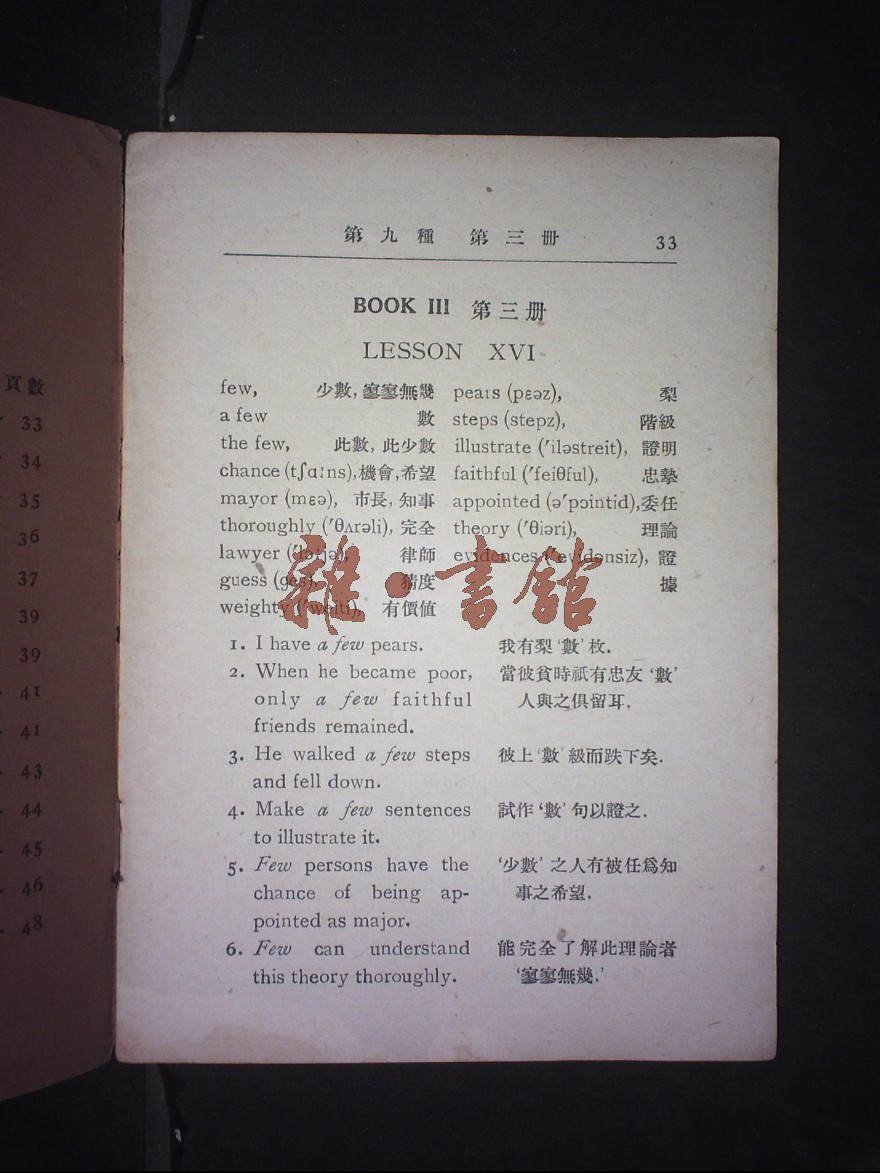 頁數
33
34
35
36
37
39
39
41
41
43
44
45
46
48
第九種 第三册 33
BOOK III 第三册
LESSON XVI
few, 少數, 寥寥無幾 pears (pɛəz), 梨
a few 數 steps (stepz), 階級
the few, 此數, 此少數 illustrate ('iləstreit), 證明
chance (tʃɑːns), 機會, 希望 faithful ('feiθful), 忠摯
mayor (mɛə), 市長, 知事 appointed (ə'pɔintid), 委任
thoroughly ('θʌrəli), 完全 theory ('θiəri), 理論
lawyer ('lɔːjə), 律師 evidences ('evidənsiz), 證
guess (ges), 猜度 據
weighty ('weiti), 有價值
雜·書館
1. I have a few pears. 我有梨‘數’枚.
2. When he became poor, 當彼貧時祇有忠友‘數’
only a few faithful 人與之俱留耳.
friends remained.
3. He walked a few steps 彼上‘數’級而跌下矣.
and fell down.
4. Make a few sentences 試作‘數’句以證之.
to illustrate it.
5. Few persons have the ‘少數’之人有被任爲知
chance of being ap- 事之希望.
pointed as major.
6. Few can understand 能完全了解此理論者
this theory thoroughly. ‘寥寥無幾.’